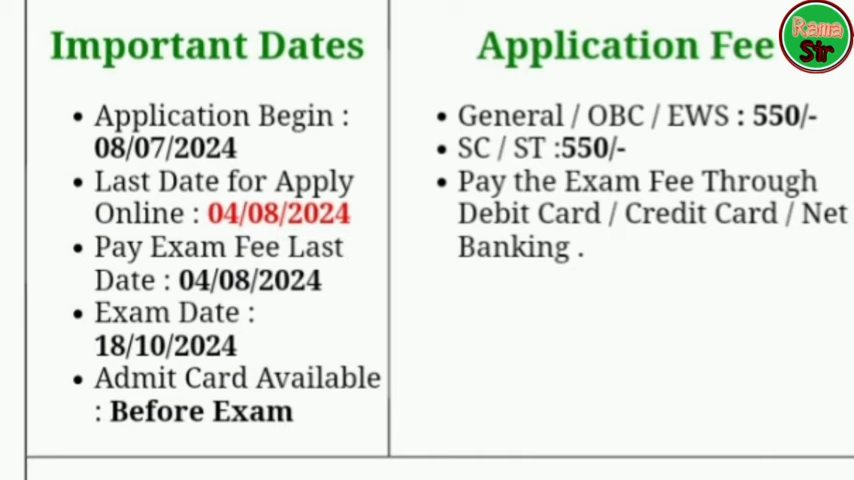 Important Dates
Application Begin :
08/07/2024
Last Date for Apply
Online : 04/08/2024
Pay Exam Fee Last
Date : 04/08/2024
Exam Date :
18/10/2024
Admit Card Available
: Before Exam
Application Fee
General / OBC / EWS : 550/-
SC / ST :550/-
Pay the Exam Fee Through
Debit Card / Credit Card / Net
Banking .
Rama
Sir